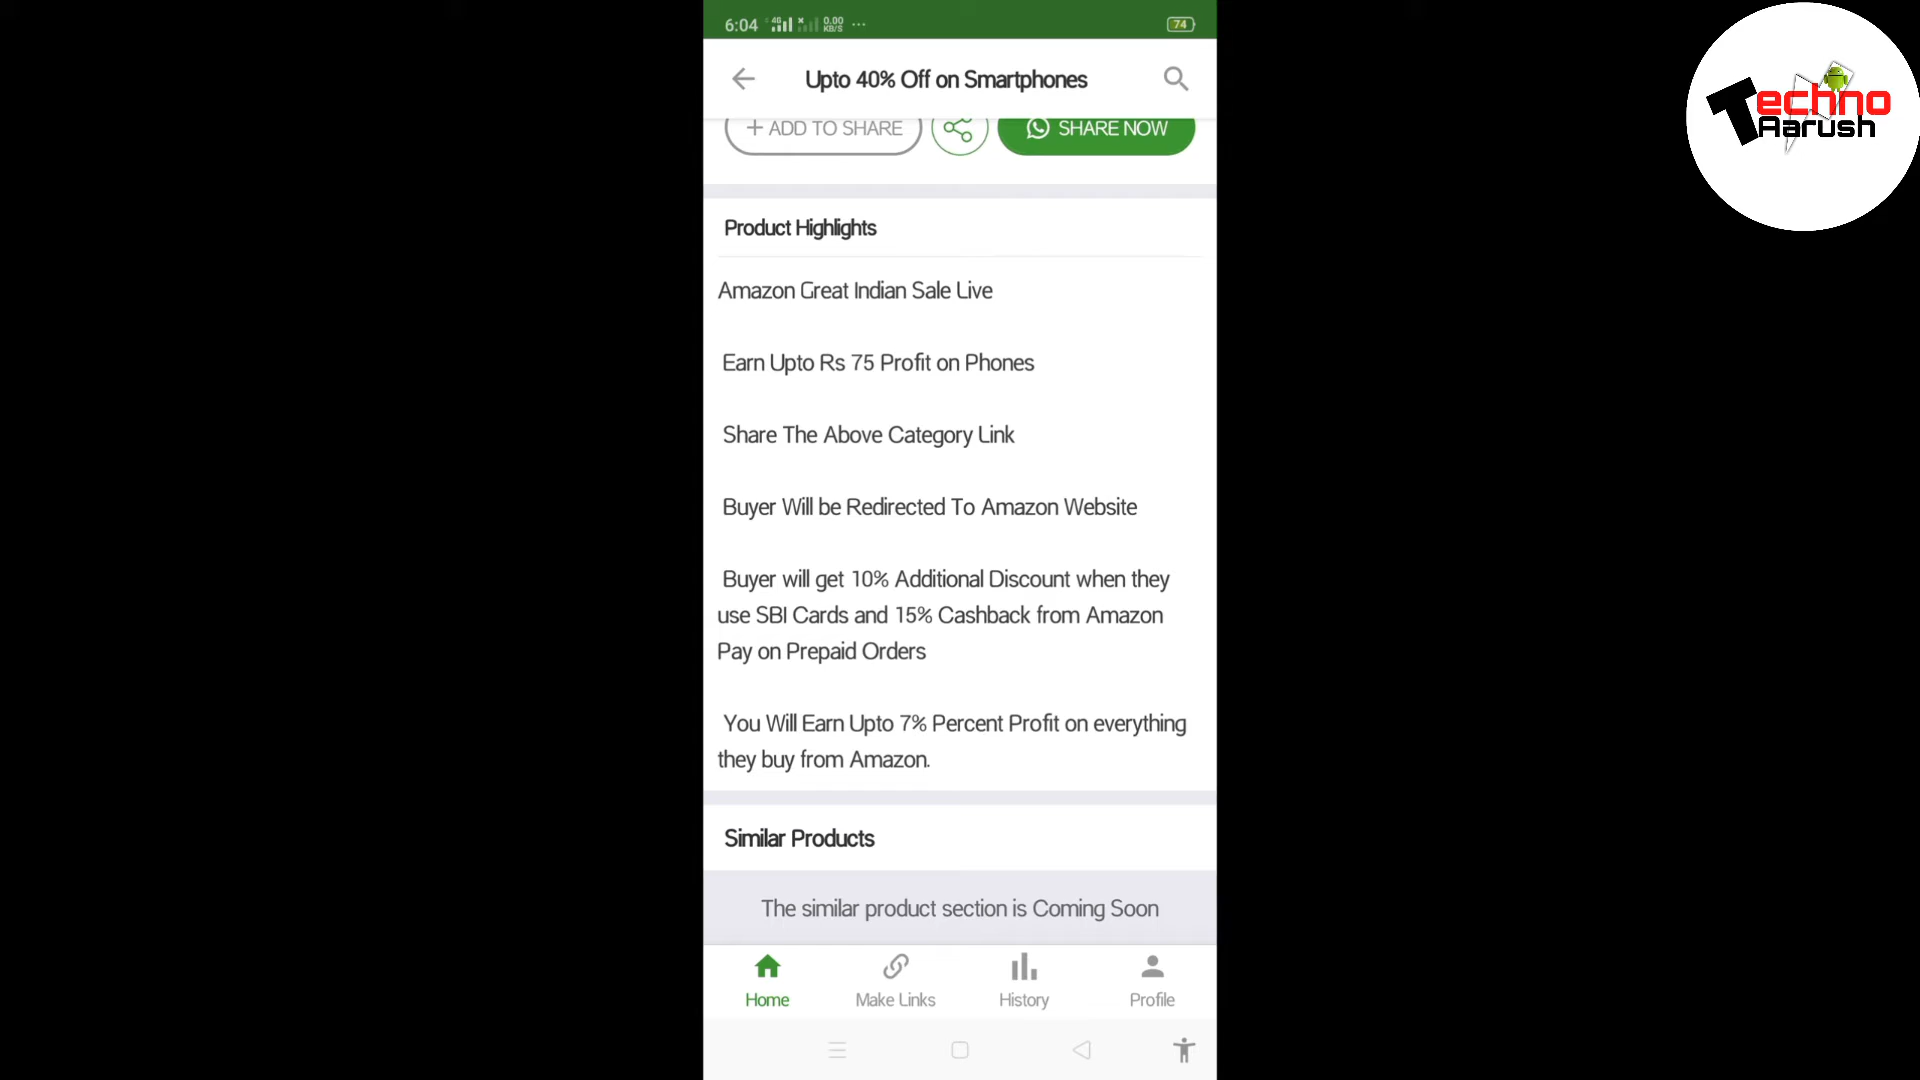 6:04 4G 0.00 KB/S ... 74
Upto 40% Off on Smartphones
+ ADD TO SHARE SHARE NOW
Techno
Aarush
Product Highlights
Amazon Great Indian Sale Live
Earn Upto Rs 75 Profit on Phones
Share The Above Category Link
Buyer Will be Redirected To Amazon Website
Buyer will get 10% Additional Discount when they
use SBI Cards and 15% Cashback from Amazon
Pay on Prepaid Orders
You Will Earn Upto 7% Percent Profit on everything
they buy from Amazon.
Similar Products
The similar product section is Coming Soon
Home Make Links History Profile